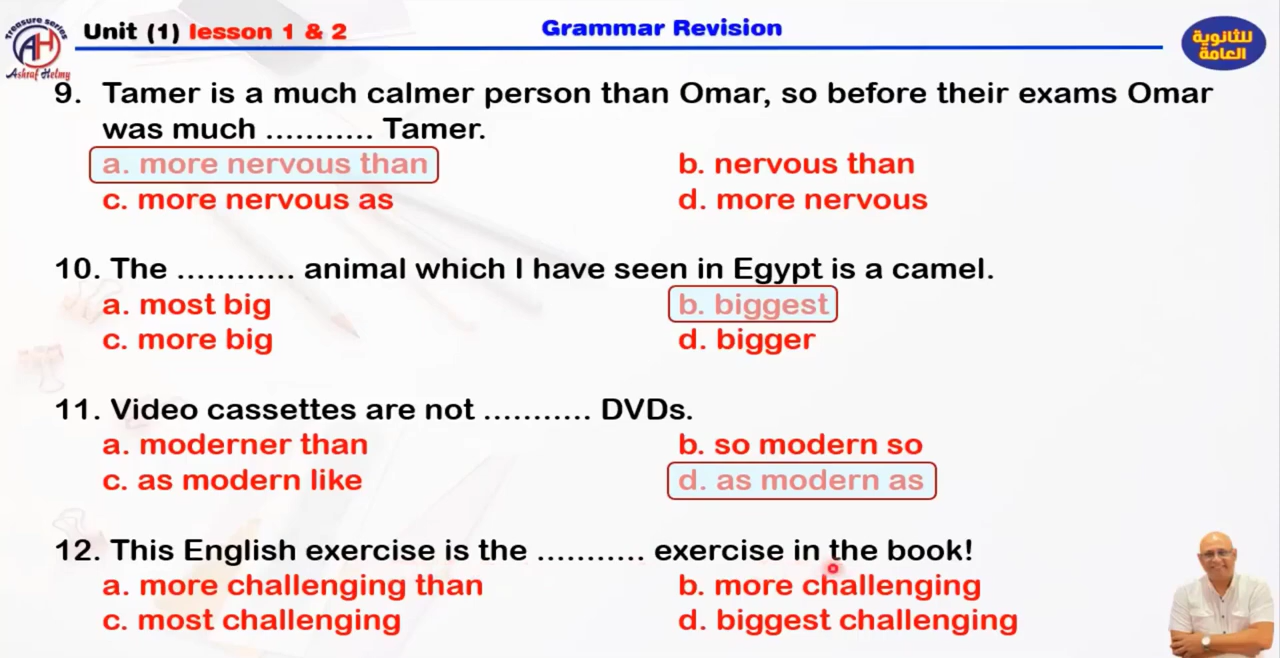 Treasure series
AH
Ashraf Helmy
Unit (1) lesson 1 & 2
Grammar Revision
للثانوية
العامة
9. Tamer is a much calmer person than Omar, so before their exams Omar
was much ........... Tamer.
a. more nervous than
b. nervous than
c. more nervous as
d. more nervous
10. The ............ animal which I have seen in Egypt is a camel.
a. most big
b. biggest
c. more big
d. bigger
11. Video cassettes are not ........... DVDs.
a. moderner than
b. so modern so
c. as modern like
d. as modern as
12. This English exercise is the ........... exercise in the book!
a. more challenging than
b. more challenging
c. most challenging
d. biggest challenging